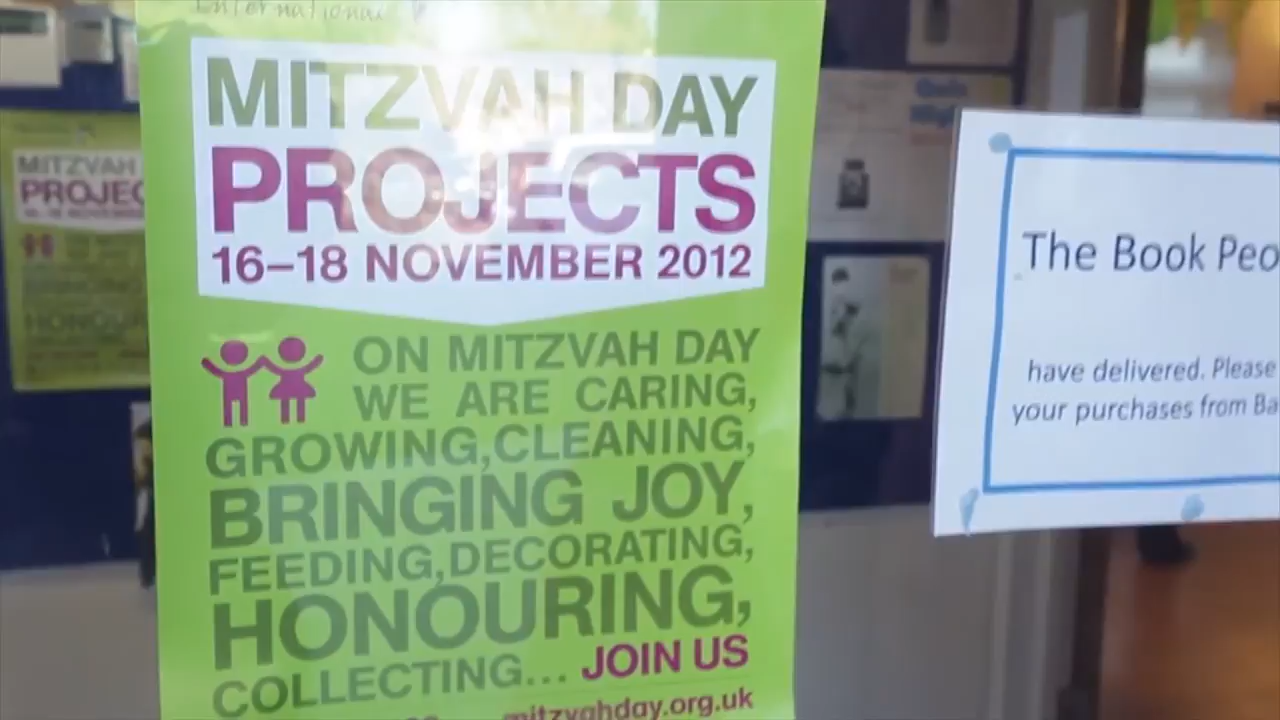 International
MITZVAH DAY
PROJECTS
16–18 NOVEMBER 2012
ON MITZVAH DAY
WE ARE CARING,
GROWING, CLEANING,
BRINGING JOY,
FEEDING, DECORATING,
HONOURING,
COLLECTING... JOIN US
mitzvahday.org.uk
MITZVAH
PROJEC
The Book Peo
have delivered. Please
your purchases from Ba